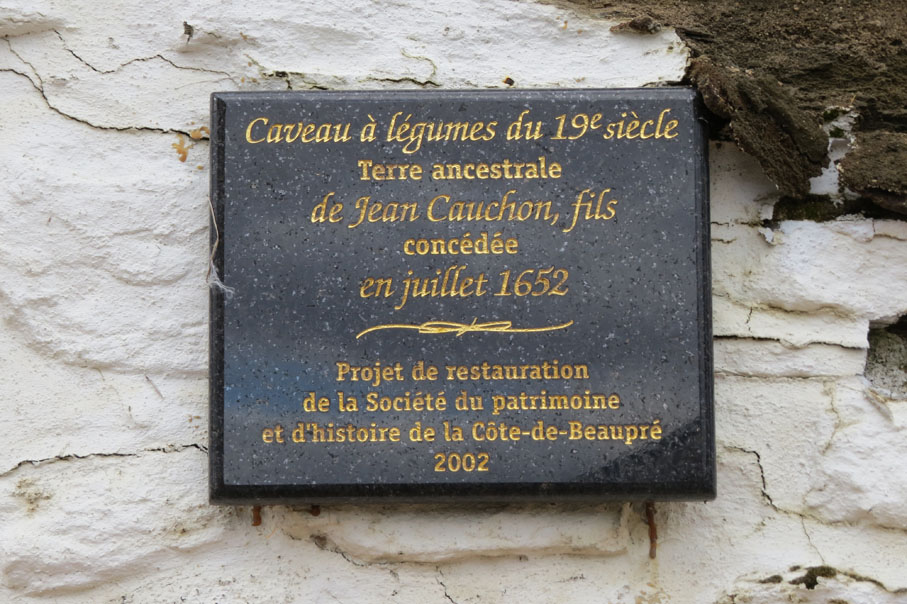 Caveau à légumes du 19e siècle
Terre ancestrale
de Jean Cauchon, fils
concédée
en juillet 1652
Projet de restauration
de la Société du patrimoine
et d'histoire de la Côte-de-Beaupré
2002